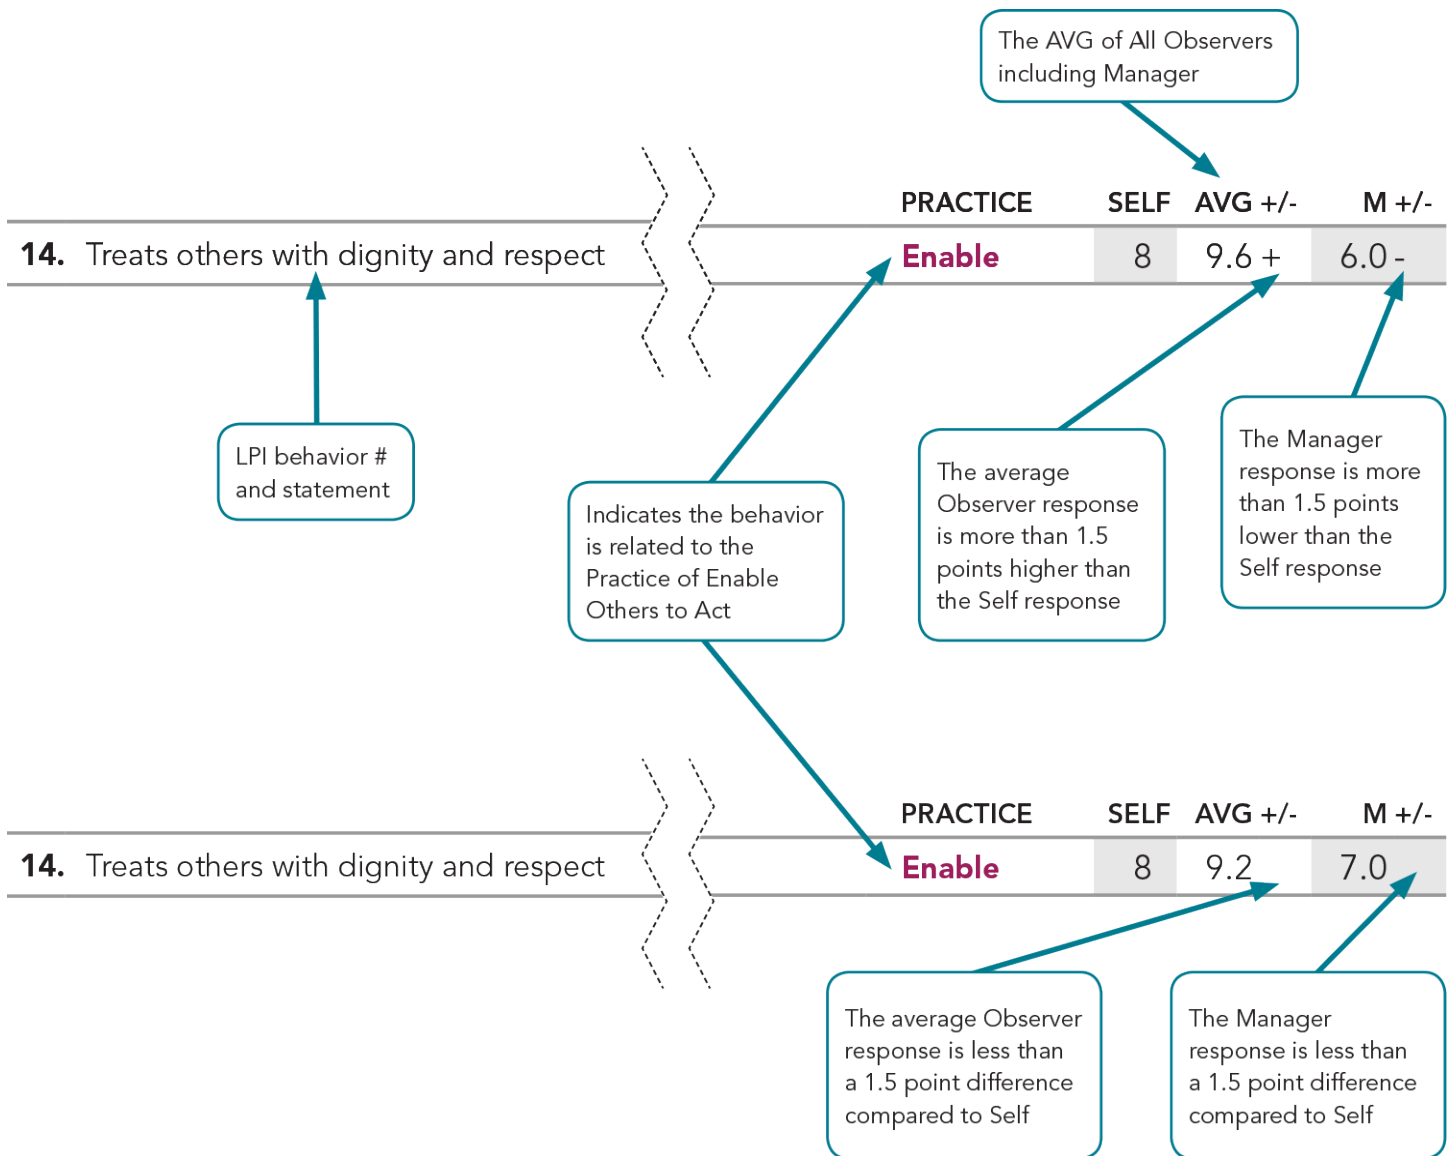 The AVG of All Observers
including Manager
PRACTICE SELF AVG +/- M +/-
14. Treats others with dignity and respect Enable 8 9.6 + 6.0 -
LPI behavior #
and statement
Indicates the behavior
is related to the
Practice of Enable
Others to Act
The average
Observer response
is more than 1.5
points higher than
the Self response
The Manager
response is more
than 1.5 points
lower than the
Self response
PRACTICE SELF AVG +/- M +/-
14. Treats others with dignity and respect Enable 8 9.2 7.0
The average Observer
response is less than
a 1.5 point difference
compared to Self
The Manager
response is less than
a 1.5 point difference
compared to Self